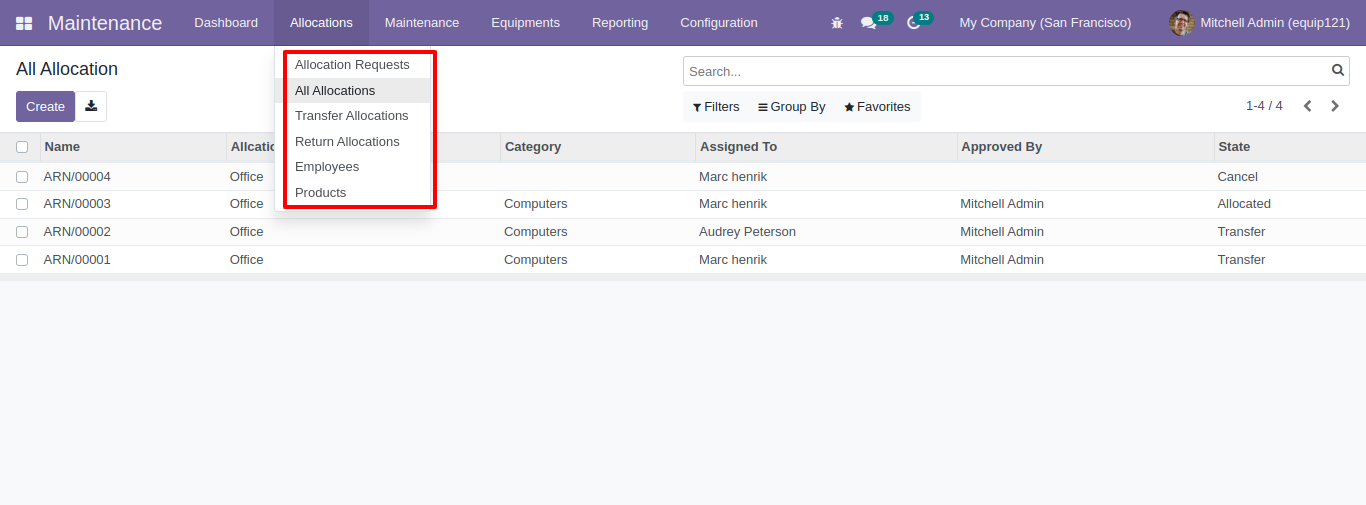 Maintenance Dashboard Allocations Maintenance Equipments Reporting Configuration 18 13 My Company (San Francisco) Mitchell Admin (equip121)
All Allocation
Search...
Create
Filters Group By Favorites 1-4 / 4
Allocation Requests
All Allocations
Transfer Allocations
Return Allocations
Employees
Products
Name Category Assigned To Approved By State
ARN/00004 Office Marc henrik Cancel
ARN/00003 Office Computers Marc henrik Mitchell Admin Allocated
ARN/00002 Office Computers Audrey Peterson Mitchell Admin Transfer
ARN/00001 Office Computers Marc henrik Mitchell Admin Transfer